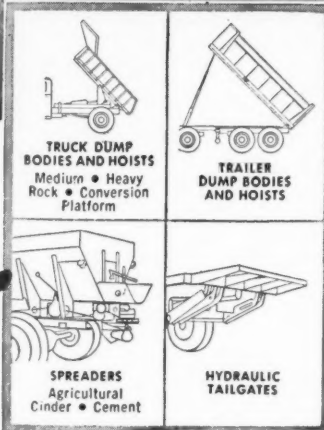 TRUCK DUMP
BODIES AND HOISTS
Medium • Heavy
Rock • Conversion
Platform
TRAILER
DUMP BODIES
AND HOISTS
SPREADERS
Agricultural
Cinder • Cement
HYDRAULIC
TAILGATES